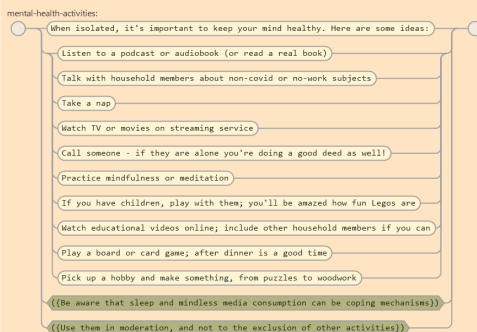 mental-health-activities:
When isolated, it's important to keep your mind healthy. Here are some ideas:
Listen to a podcast or audiobook (or read a real book)
Talk with household members about non-covid or no-work subjects
Take a nap
Watch TV or movies on streaming service
Call someone - if they are alone you're doing a good deed as well!
Practice mindfulness or meditation
If you have children, play with them; you'll be amazed how fun Legos are
Watch educational videos online; include other household members if you can
Play a board or card game; after dinner is a good time
Pick up a hobby and make something, from puzzles to woodwork
({Be aware that sleep and mindless media consumption can be coping mechanisms})
({Use them in moderation, and not to the exclusion of other activities})